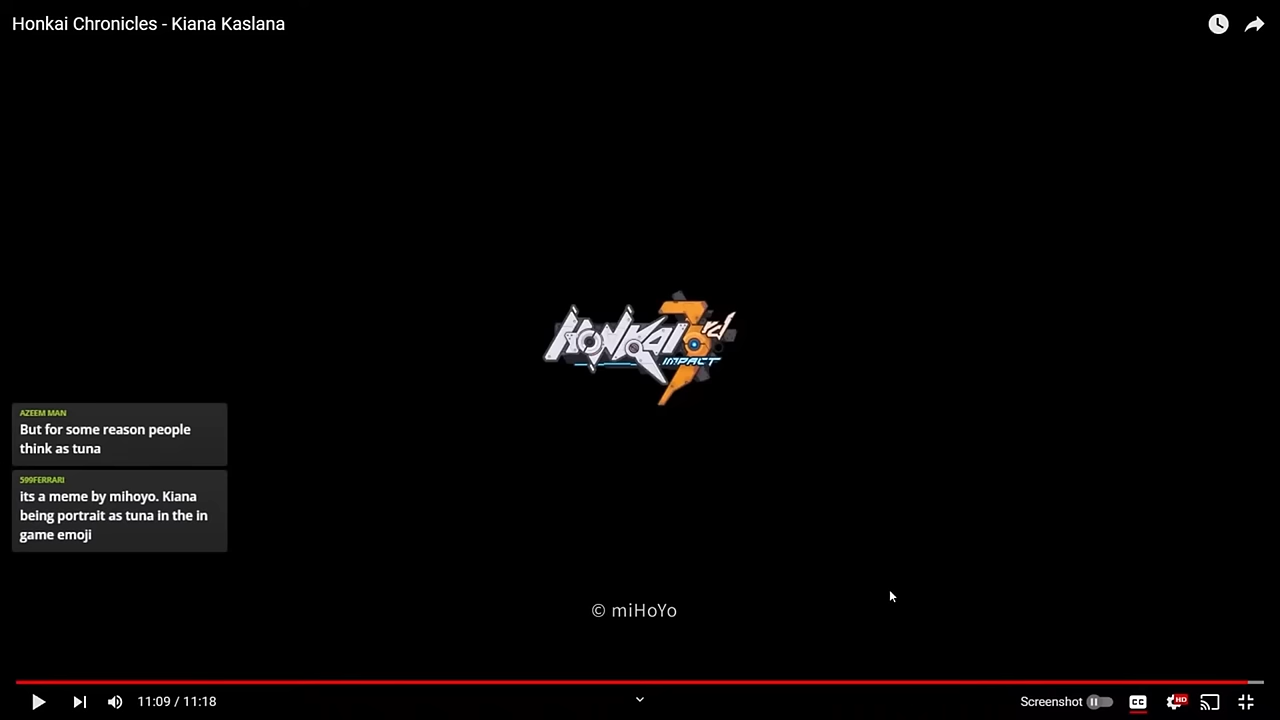 Honkai Chronicles - Kiana Kaslana
HONKAI 3rd
IMPACT
AZEEM MAN
But for some reason people
think as tuna
599FERRARI
its a meme by mihoyo. Kiana
being portrait as tuna in the in
game emoji
© miHoYo
11:09 / 11:18
Screenshot
CC
HD